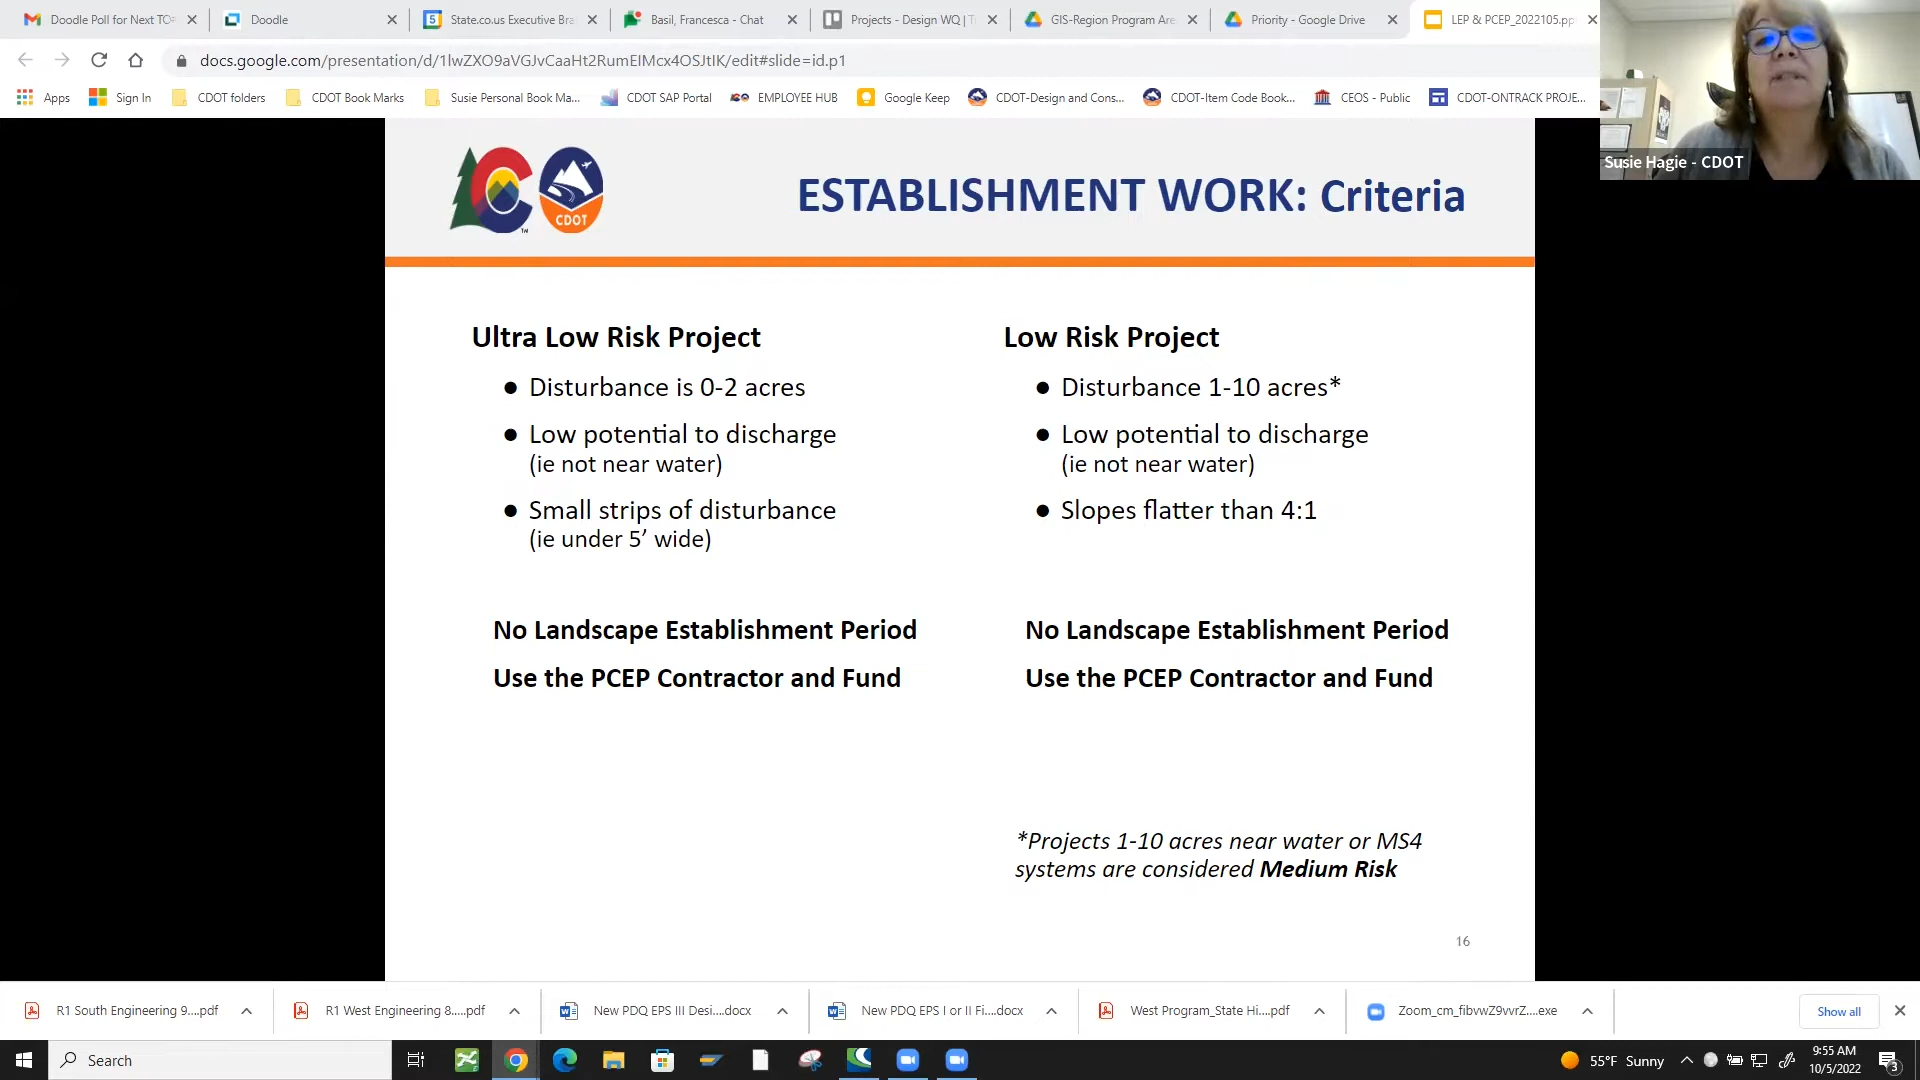 Doodle Poll for Next TO
Doodle
State.co.us Executive Bra
Basil, Francesca - Chat
Projects - Design WQ | T
GIS-Region Program Are
Priority - Google Drive
LEP & PCEP_2022105.pp
docs.google.com/presentation/d/1lwZXO9aVGJvCaaHt2RumEIMcx4OSJtIK/edit#slide=id.p1
Apps
Sign In
CDOT folders
CDOT Book Marks
Susie Personal Book Ma...
CDOT SAP Portal
EMPLOYEE HUB
Google Keep
CDOT-Design and Cons...
CDOT-Item Code Book...
CEOS - Public
CDOT-ONTRACK PROJE...
Susie Hagie - CDOT
CDOT
TM
ESTABLISHMENT WORK: Criteria
Ultra Low Risk Project
● Disturbance is 0-2 acres
● Low potential to discharge
(ie not near water)
● Small strips of disturbance
(ie under 5’ wide)
No Landscape Establishment Period
Use the PCEP Contractor and Fund
Low Risk Project
● Disturbance 1-10 acres*
● Low potential to discharge
(ie not near water)
● Slopes flatter than 4:1
No Landscape Establishment Period
Use the PCEP Contractor and Fund
*Projects 1-10 acres near water or MS4
systems are considered Medium Risk
16
R1 South Engineering 9....pdf
R1 West Engineering 8.....pdf
New PDQ EPS III Desi....docx
New PDQ EPS I or II Fi....docx
West Program_State Hi....pdf
Zoom_cm_fibvwZ9vvrZ....exe
Show all
Search
55°F Sunny
9:55 AM
10/5/2022
3